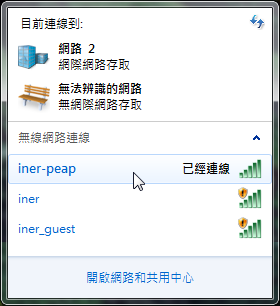 目前連線到:
網路 2
網際網路存取
無法辨識的網路
無網際網路存取
無線網路連線
iner-peap 已經連線
iner
iner_guest
開啟網路和共用中心